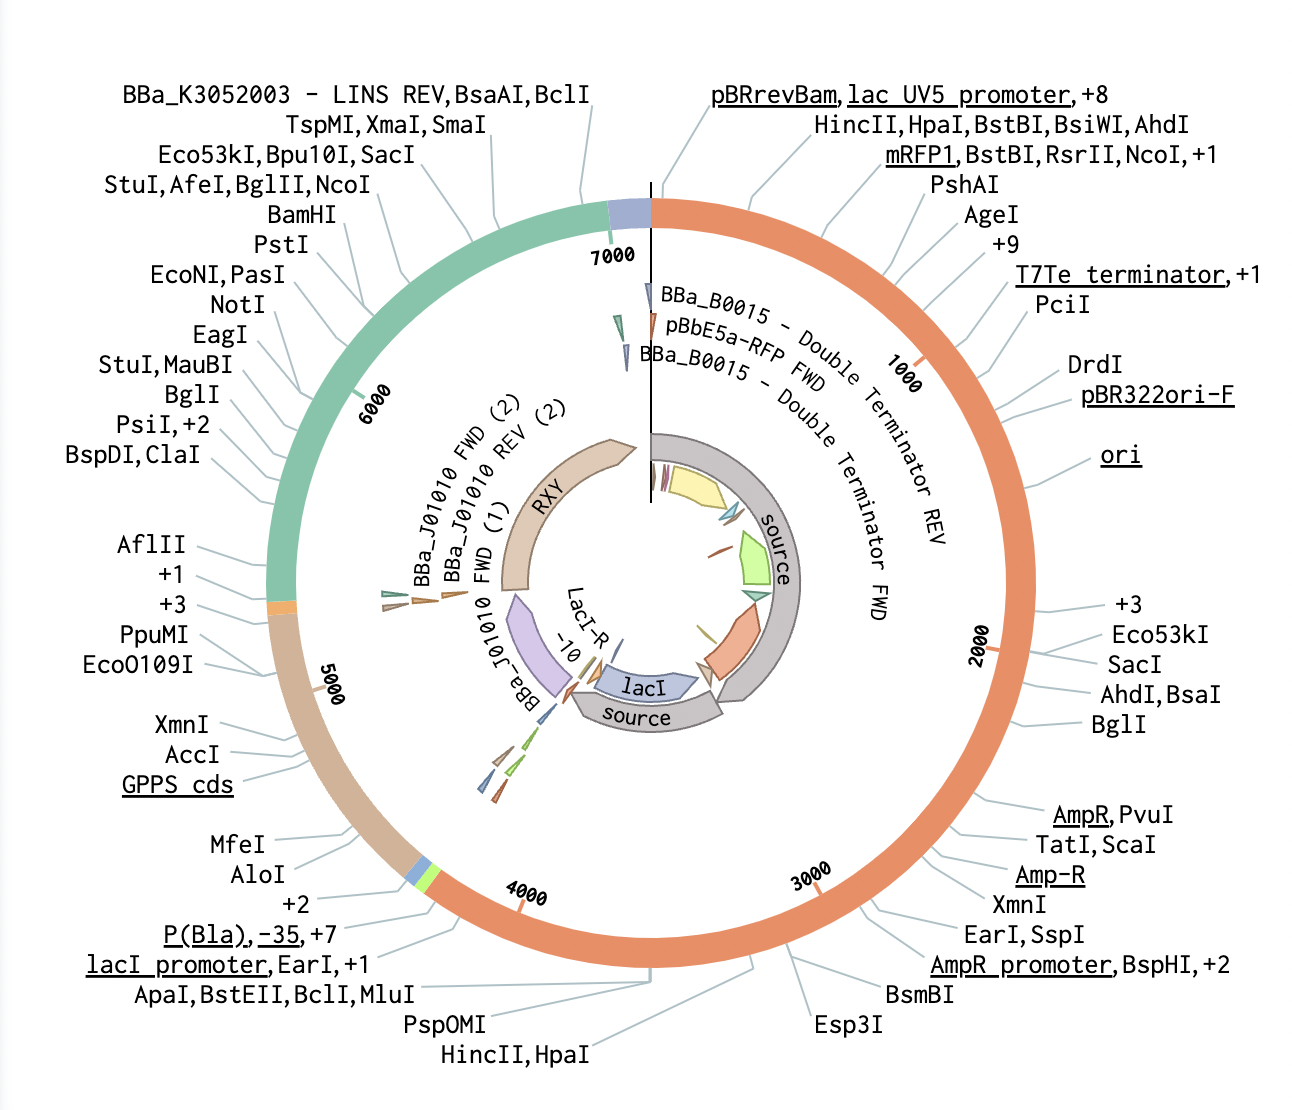 BBa_K3052003 - LINS REV,BsaAI,BclI
TspMI,XmaI,SmaI
Eco53kI,Bpu10I,SacI
StuI,AfeI,BglII,NcoI
BamHI
PstI
EcoNI,PasI
NotI
EagI
StuI,MauBI
BglI
PsiI,+2
BspDI,ClaI
AflII
+1
+3
PpuMI
EcoO109I
XmnI
AccI
GPPS cds
MfeI
AloI
+2
P(Bla),-35,+7
lacI promoter,EarI,+1
ApaI,BstEII,BclI,MluI
PspOMI
HincII,HpaI
pBRrevBam,lac UV5 promoter,+8
HincII,HpaI,BstBI,BsiWI,AhdI
mRFP1,BstBI,RsrII,NcoI,+1
PshAI
AgeI
+9
T7Te terminator,+1
PciI
DrdI
pBR322ori-F
ori
+3
Eco53kI
SacI
AhdI,BsaI
BglI
AmpR,PvuI
TatI,ScaI
Amp-R
XmnI
EarI,SspI
AmpR promoter,BspHI,+2
BsmBI
Esp3I
1000
2000
3000
4000
5000
6000
7000
BBa_B0015 - Double Terminator REV
pBbE5a-RFP FWD
BBa_B0015 - Double Terminator FWD
BBa_J01010 FWD (2)
BBa_J01010 REV (2)
BBa_J01010 FWD (1)
LacI-R
-10
RXY
source
lacI
source